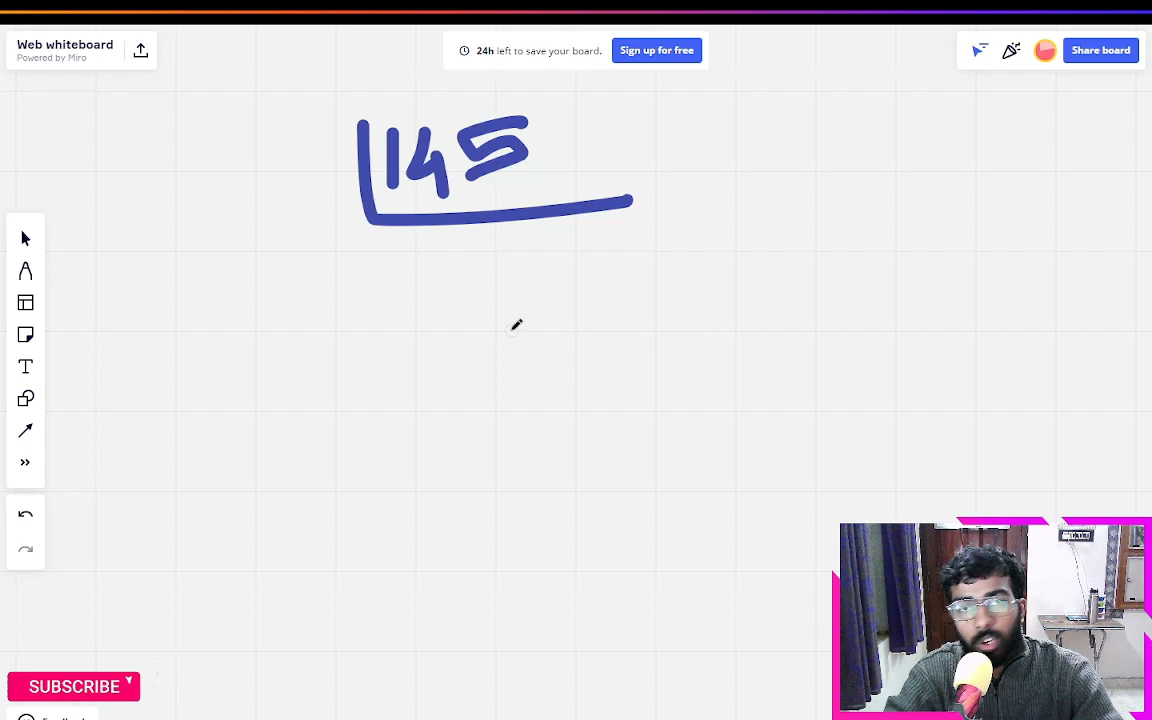 Web whiteboard
Powered by Miro
24h left to save your board.
Sign up for free
Share board
145
T
SUBSCRIBE